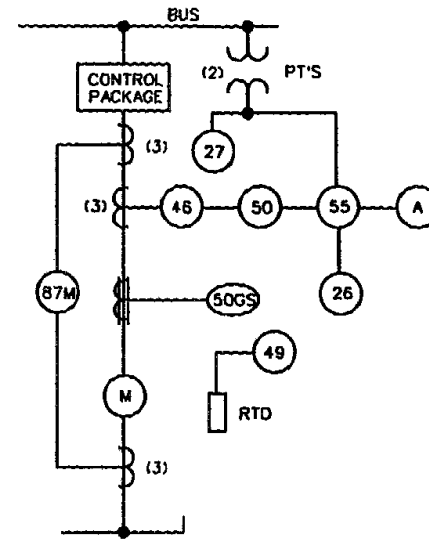 BUS
(2)
PT'S
CONTROL
PACKAGE
(3)
27
(3)
46
50
55
A
87M
50GS
26
49
M
RTD
(3)